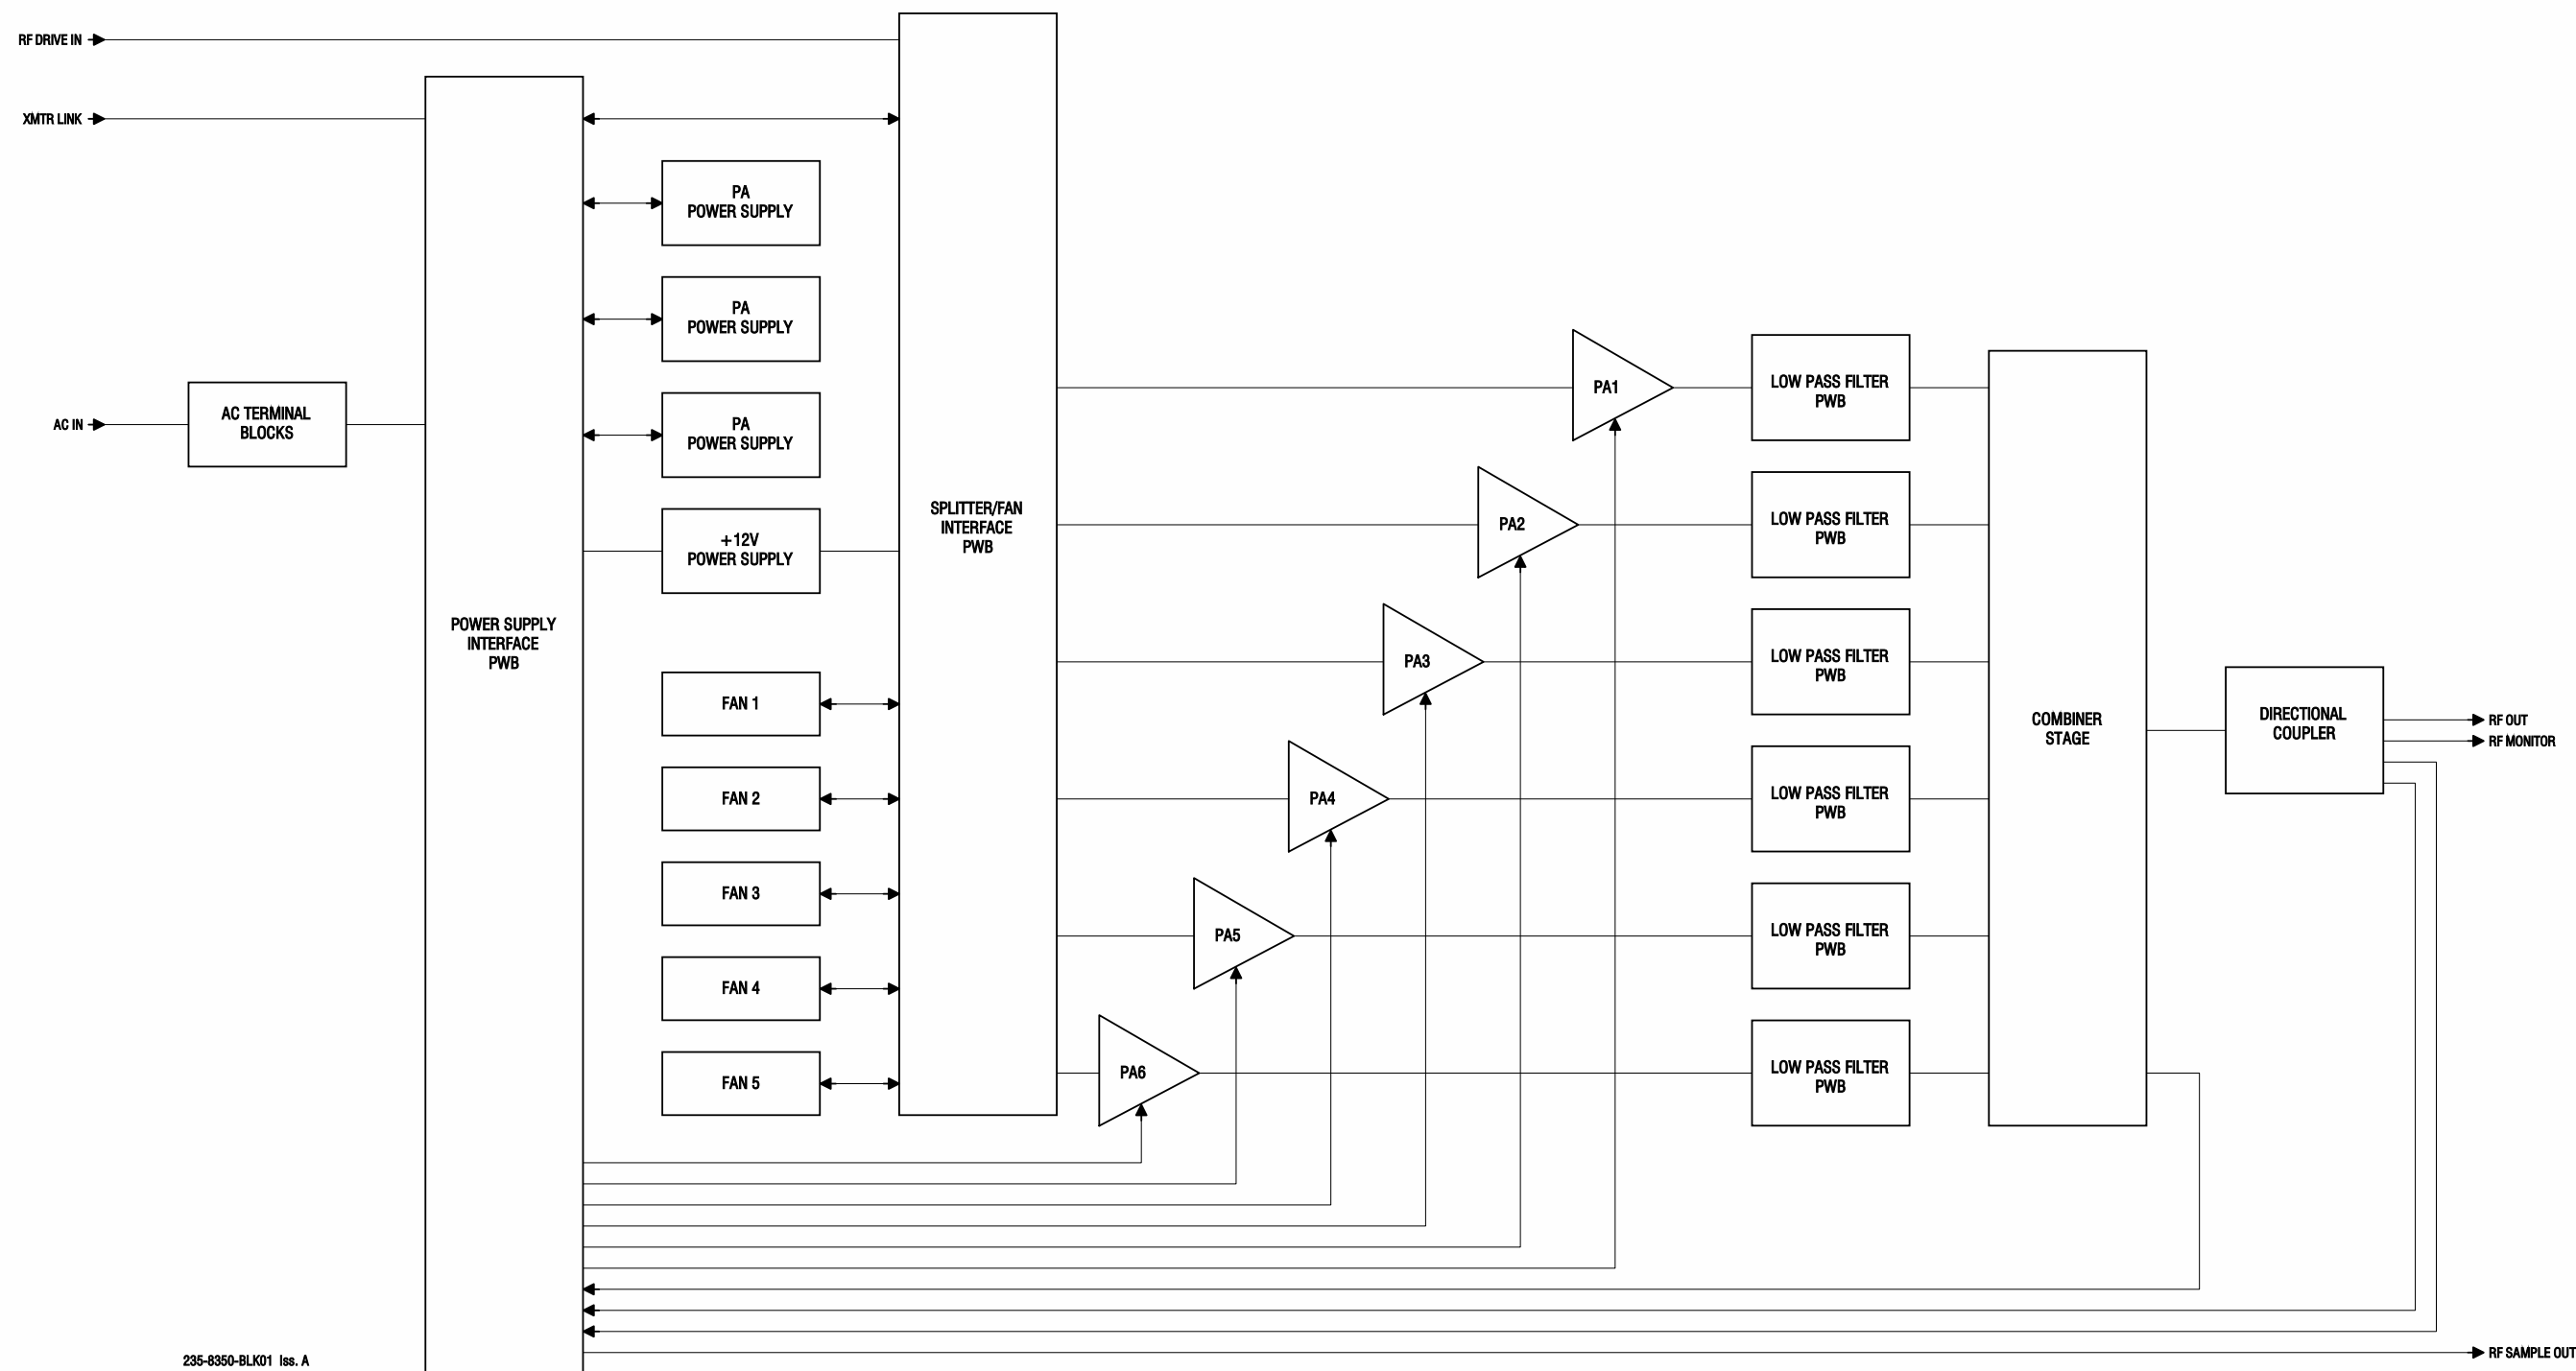 RF DRIVE IN
XMTR LINK
PA
POWER SUPPLY
PA
POWER SUPPLY
PA
POWER SUPPLY
AC IN
AC TERMINAL
BLOCKS
+12V
POWER SUPPLY
POWER SUPPLY
INTERFACE
PWB
SPLITTER/FAN
INTERFACE
PWB
FAN 1
FAN 2
FAN 3
FAN 4
FAN 5
PA1
LOW PASS FILTER
PWB
PA2
LOW PASS FILTER
PWB
PA3
LOW PASS FILTER
PWB
PA4
LOW PASS FILTER
PWB
PA5
LOW PASS FILTER
PWB
PA6
LOW PASS FILTER
PWB
COMBINER
STAGE
DIRECTIONAL
COUPLER
RF OUT
RF MONITOR
RF SAMPLE OUT
235-8350-BLK01 Iss. A